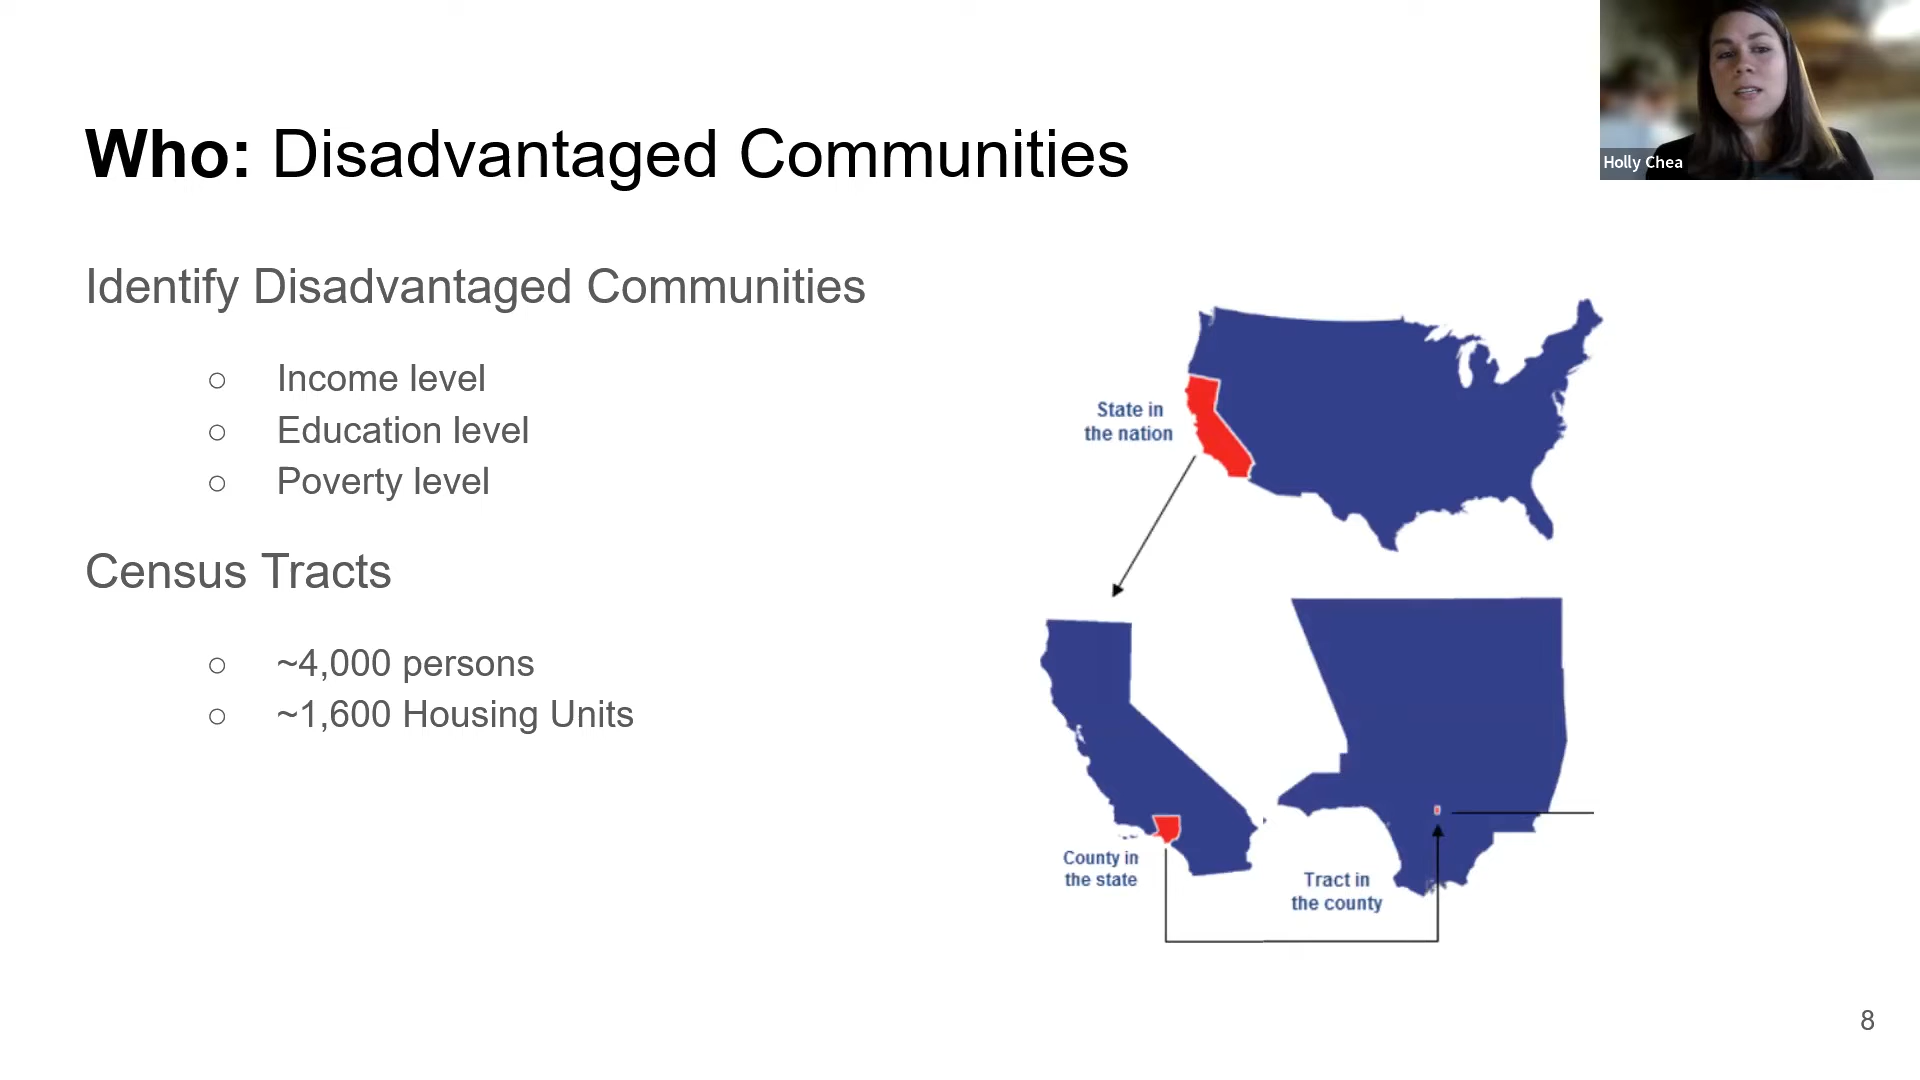 Who: Disadvantaged Communities
Holly Chea
Identify Disadvantaged Communities
○ Income level
○ Education level
○ Poverty level
Census Tracts
○ ~4,000 persons
○ ~1,600 Housing Units
State in
the nation
County in
the state
Tract in
the county
8